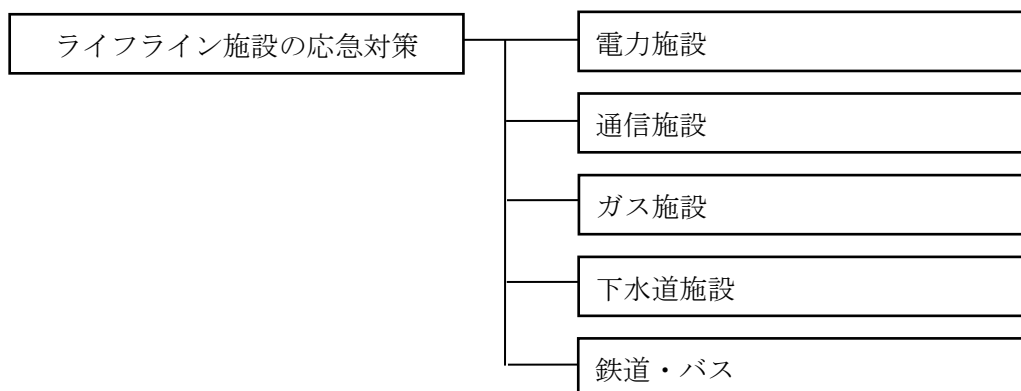 ライフライン施設の応急対策
電力施設
通信施設
ガス施設
下水道施設
鉄道・バス